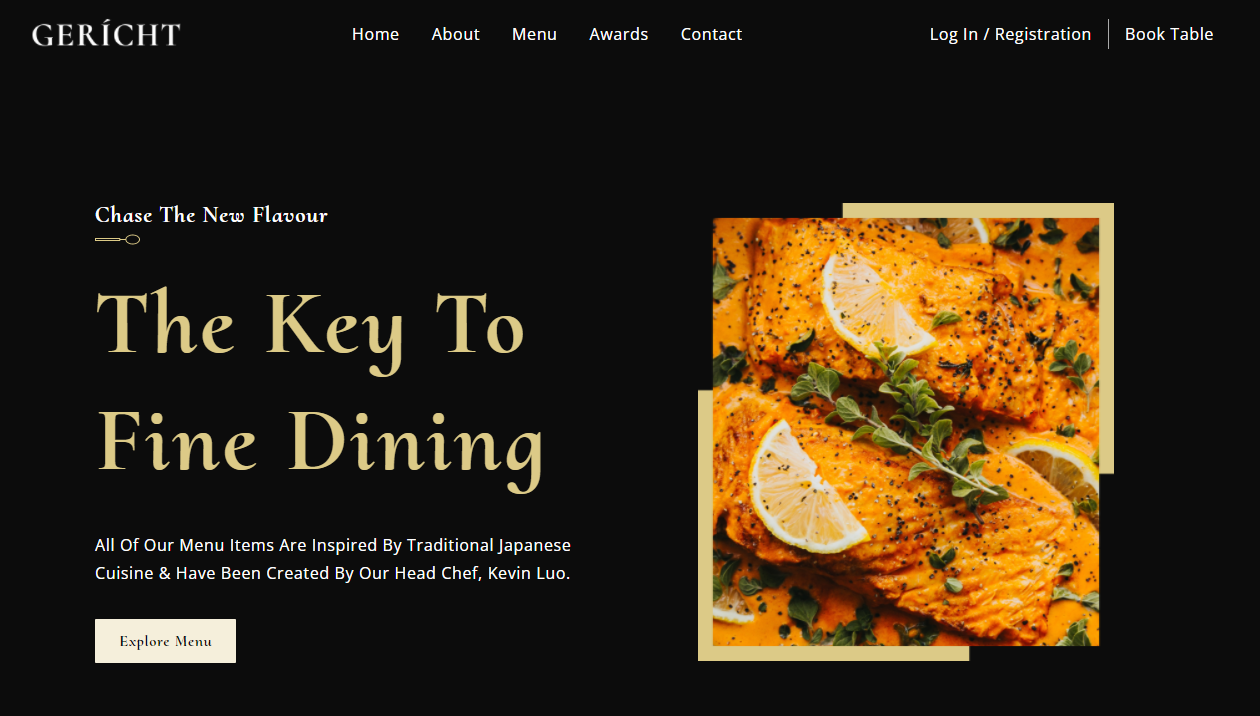 GERÍCHT
Home About Menu Awards Contact
Log In / Registration
Book Table
Chase The New Flavour
The Key To
Fine Dining
All Of Our Menu Items Are Inspired By Traditional Japanese
Cuisine & Have Been Created By Our Head Chef, Kevin Luo.
Explore Menu